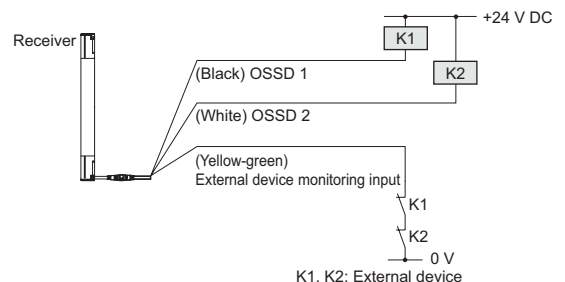 +24 V DC
Receiver
K1
K2
(Black) OSSD 1
(White) OSSD 2
(Yellow-green)
External device monitoring input
K1
K2
0 V
K1, K2: External device